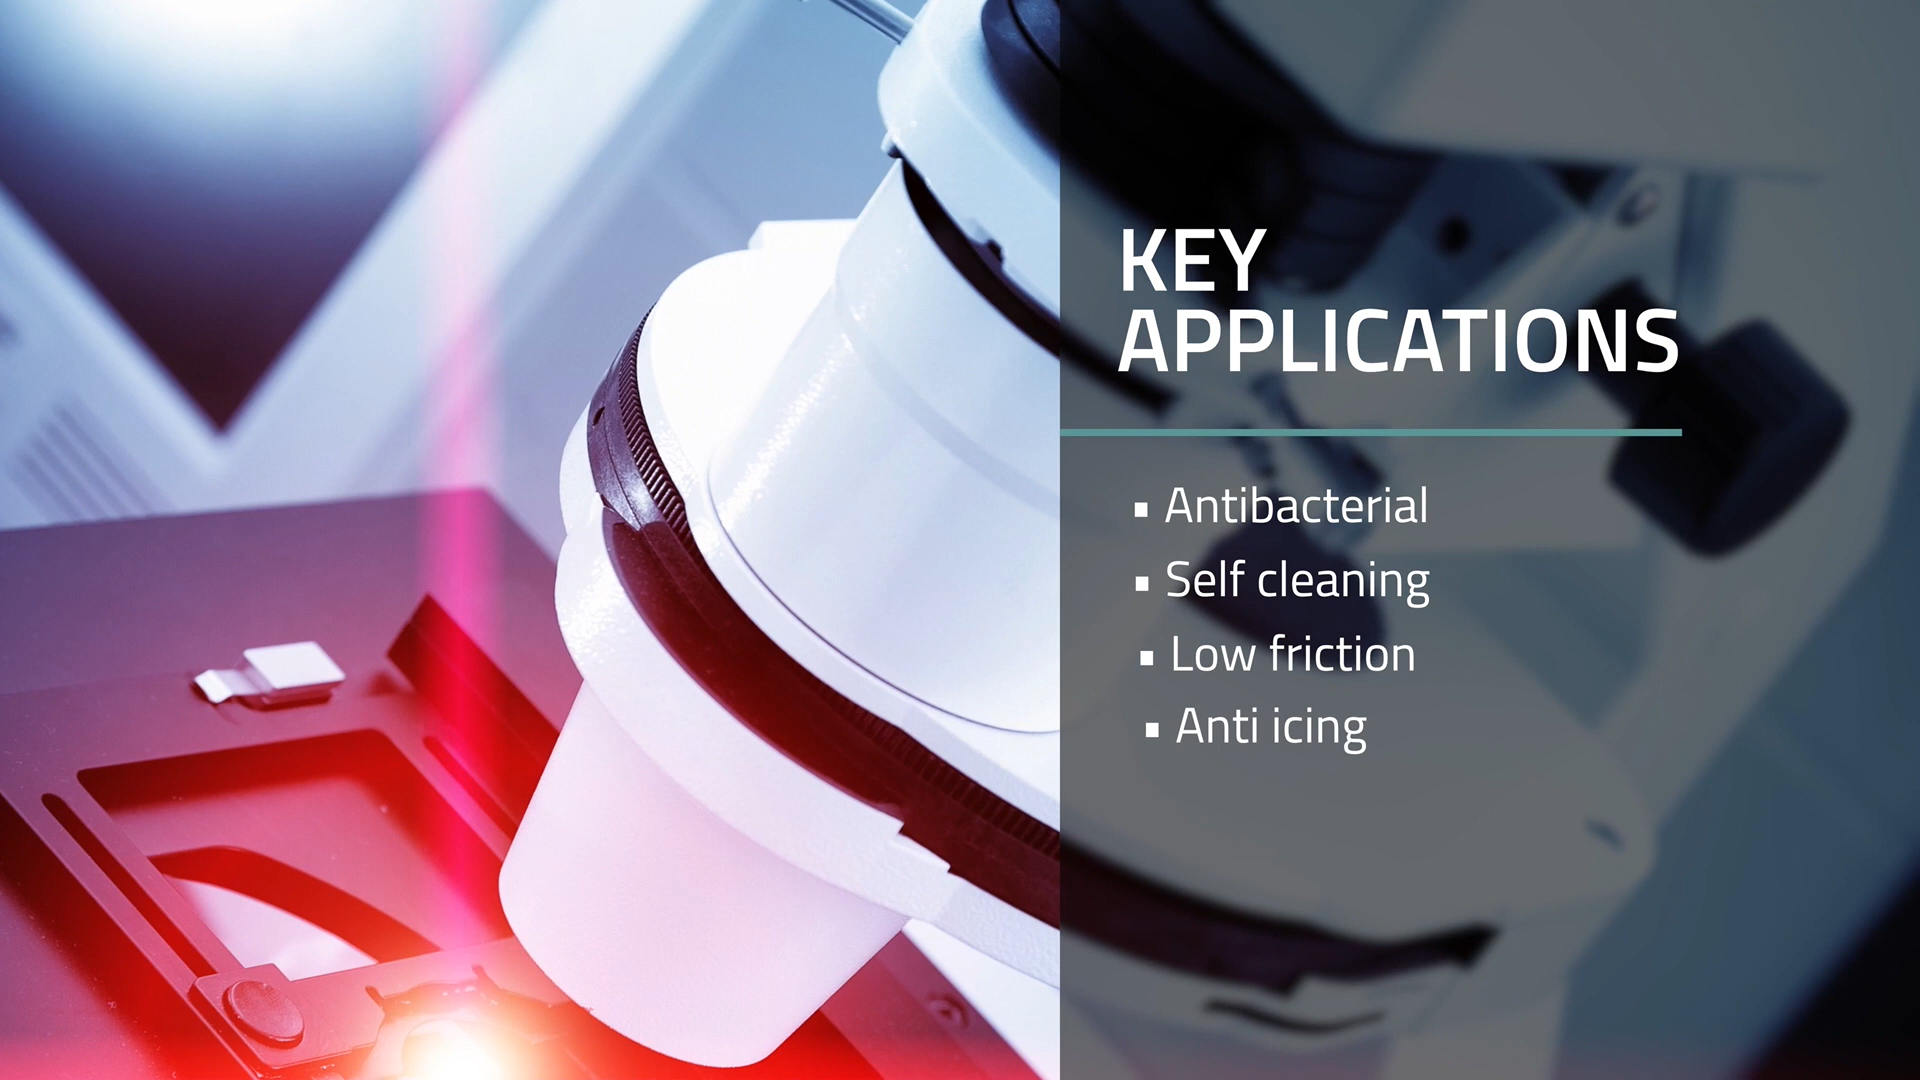 KEY
APPLICATIONS
▪ Antibacterial
▪ Self cleaning
▪ Low friction
▪ Anti icing